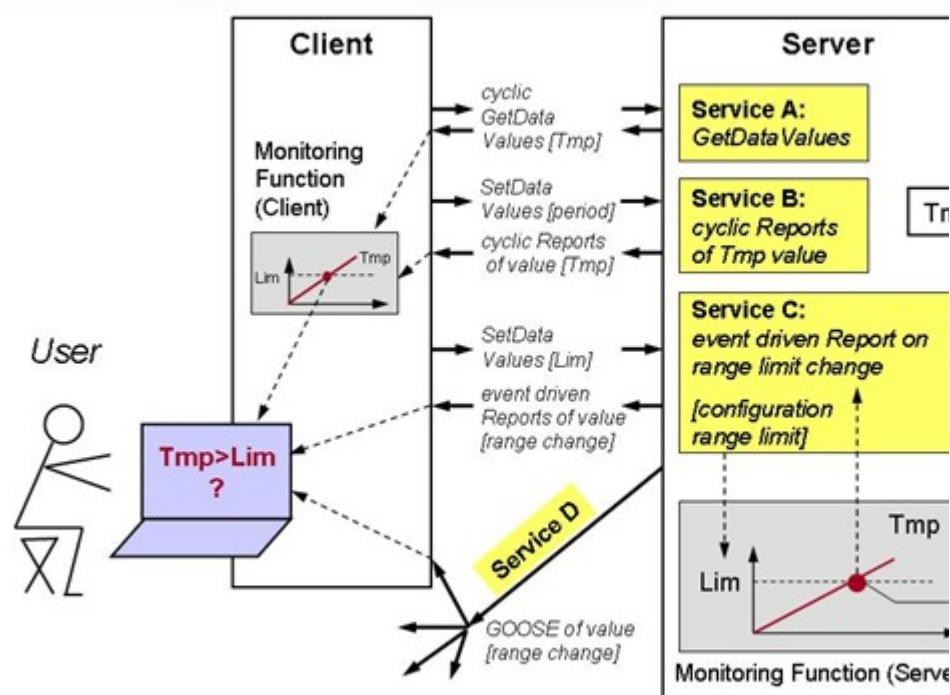 Client
Server
cyclic
GetData
Values [Tmp]
Service A:
GetDataValues
Monitoring
Function
(Client)
SetData
Values [period]
Service B:
cyclic Reports
of Tmp value
cyclic Reports
of value [Tmp]
Lim
Tmp
User
SetData
Values [Lim]
Service C:
event driven Report on
range limit change
event driven
Reports of value
[range change]
[configuration
range limit]
Tmp>Lim
?
Service D
Tmp
Lim
GOOSE of value
[range change]
Monitoring Function (Serve